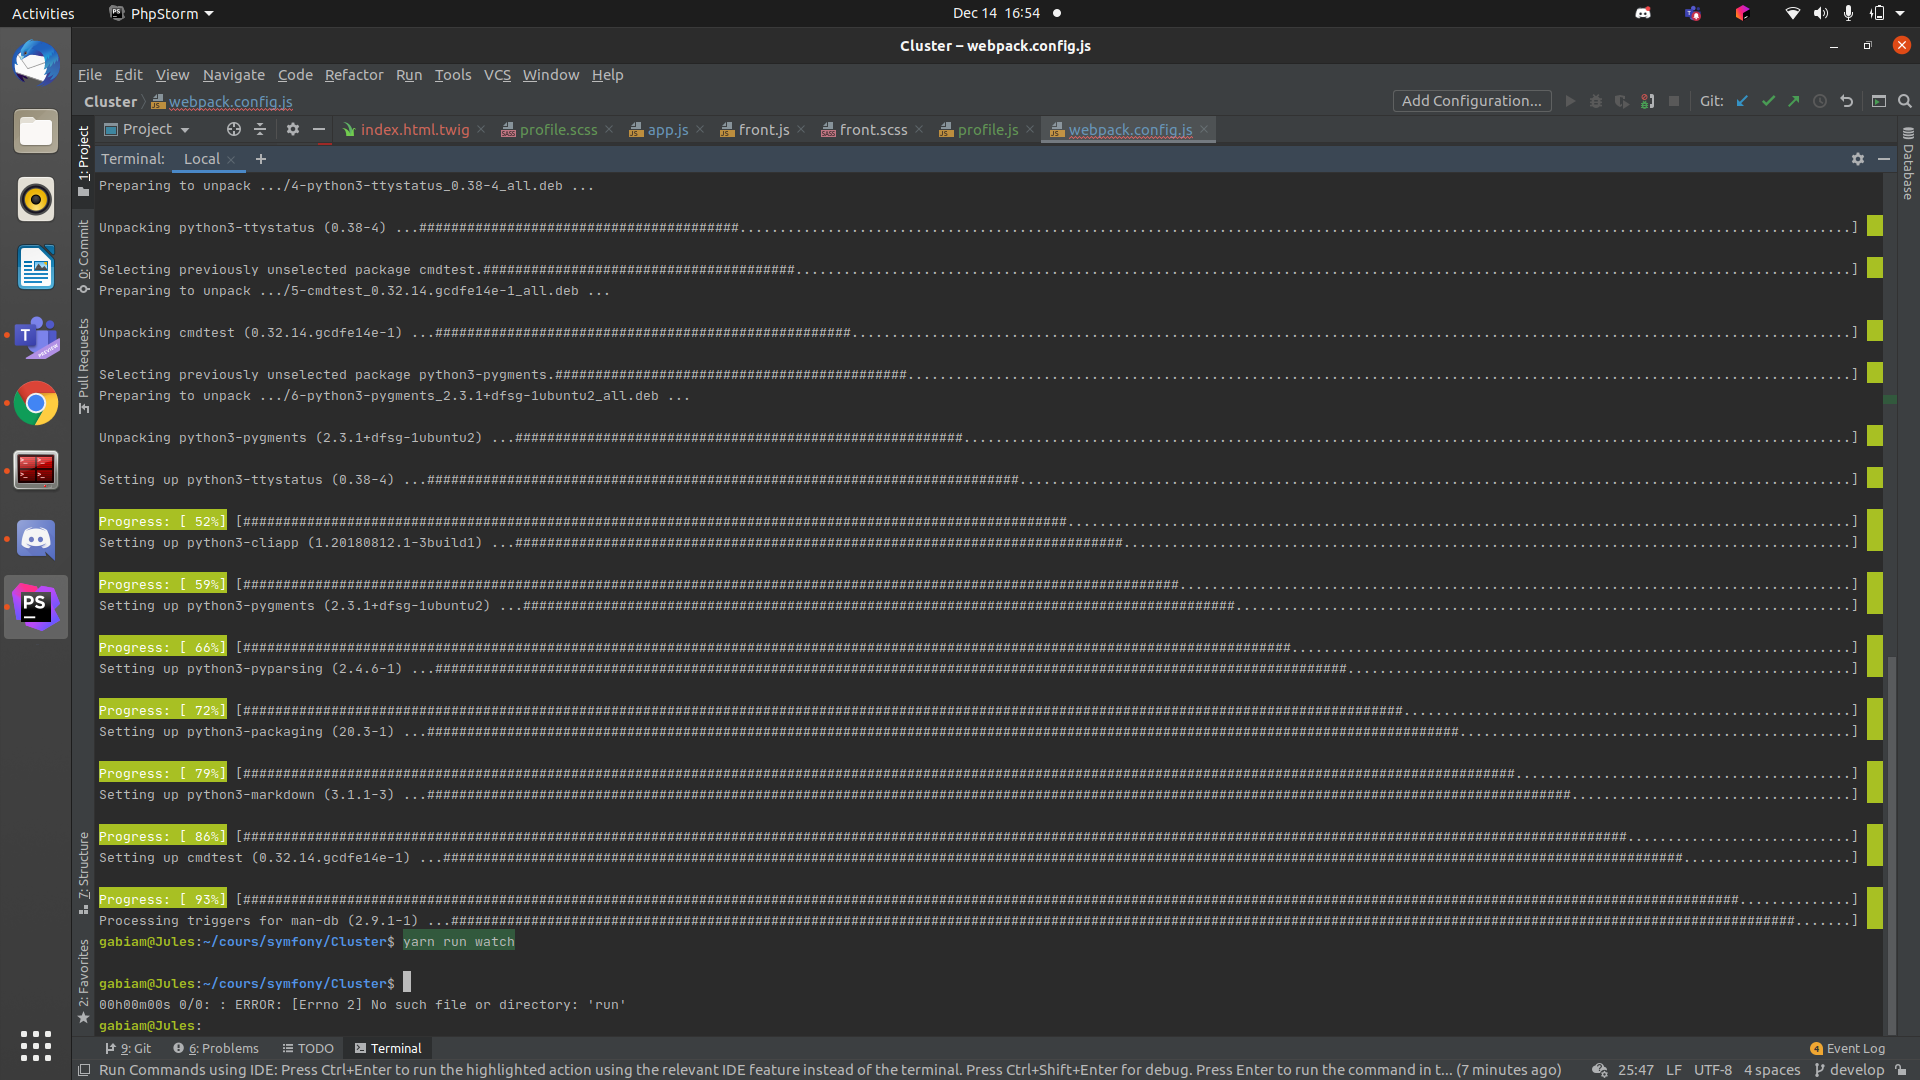 Activities PhpStorm Dec 14 16:54
Cluster – webpack.config.js
File Edit View Navigate Code Refactor Run Tools VCS Window Help
Cluster webpack.config.js Add Configuration... Git:
Project index.html.twig profile.scss app.js front.js front.scss profile.js webpack.config.js
Terminal: Local +
1: Project
0: Commit
Pull Requests
7: Structure
2: Favorites
Database
Preparing to unpack .../4-python3-ttystatus_0.38-4_all.deb ...
Unpacking python3-ttystatus (0.38-4) ...
Selecting previously unselected package cmdtest.
Preparing to unpack .../5-cmdtest_0.32.14.gcdfe14e-1_all.deb ...
Unpacking cmdtest (0.32.14.gcdfe14e-1) ...
Selecting previously unselected package python3-pygments.
Preparing to unpack .../6-python3-pygments_2.3.1+dfsg-1ubuntu2_all.deb ...
Unpacking python3-pygments (2.3.1+dfsg-1ubuntu2) ...
Setting up python3-ttystatus (0.38-4) ...
Progress: [ 52%]
Setting up python3-cliapp (1.20180812.1-3build1) ...
Progress: [ 59%]
Setting up python3-pygments (2.3.1+dfsg-1ubuntu2) ...
Progress: [ 66%]
Setting up python3-pyparsing (2.4.6-1) ...
Progress: [ 72%]
Setting up python3-packaging (20.3-1) ...
Progress: [ 79%]
Setting up python3-markdown (3.1.1-3) ...
Progress: [ 86%]
Setting up cmdtest (0.32.14.gcdfe14e-1) ...
Progress: [ 93%]
Processing triggers for man-db (2.9.1-1) ...
gabiam@Jules:~/cours/symfony/Cluster$ yarn run watch
gabiam@Jules:~/cours/symfony/Cluster$
00h00m00s 0/0: : ERROR: [Errno 2] No such file or directory: 'run'
gabiam@Jules:
9: Git 6: Problems TODO Terminal 4 Event Log
Run Commands using IDE: Press Ctrl+Enter to run the highlighted action using the relevant IDE feature instead of the terminal. Press Ctrl+Shift+Enter for debug. Press Enter to run the command in t... (7 minutes ago) 25:47 LF UTF-8 4 spaces develop